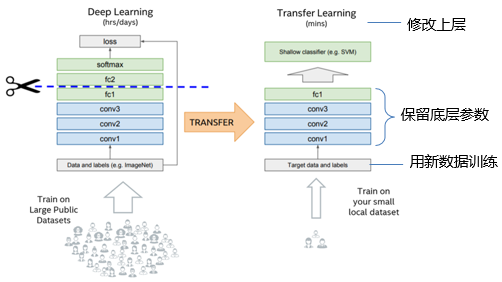 Deep Learning
(hrs/days)
loss
softmax
fc2
fc1
conv3
conv2
conv1
Data and labels (e.g. ImageNet)
Train on
Large Public
Datasets
TRANSFER
Transfer Learning
(mins)
Shallow classifier (e.g. SVM)
fc1
conv3
conv2
conv1
Target data and labels
Train on
your small
local dataset
修改上层
保留底层参数
用新数据训练